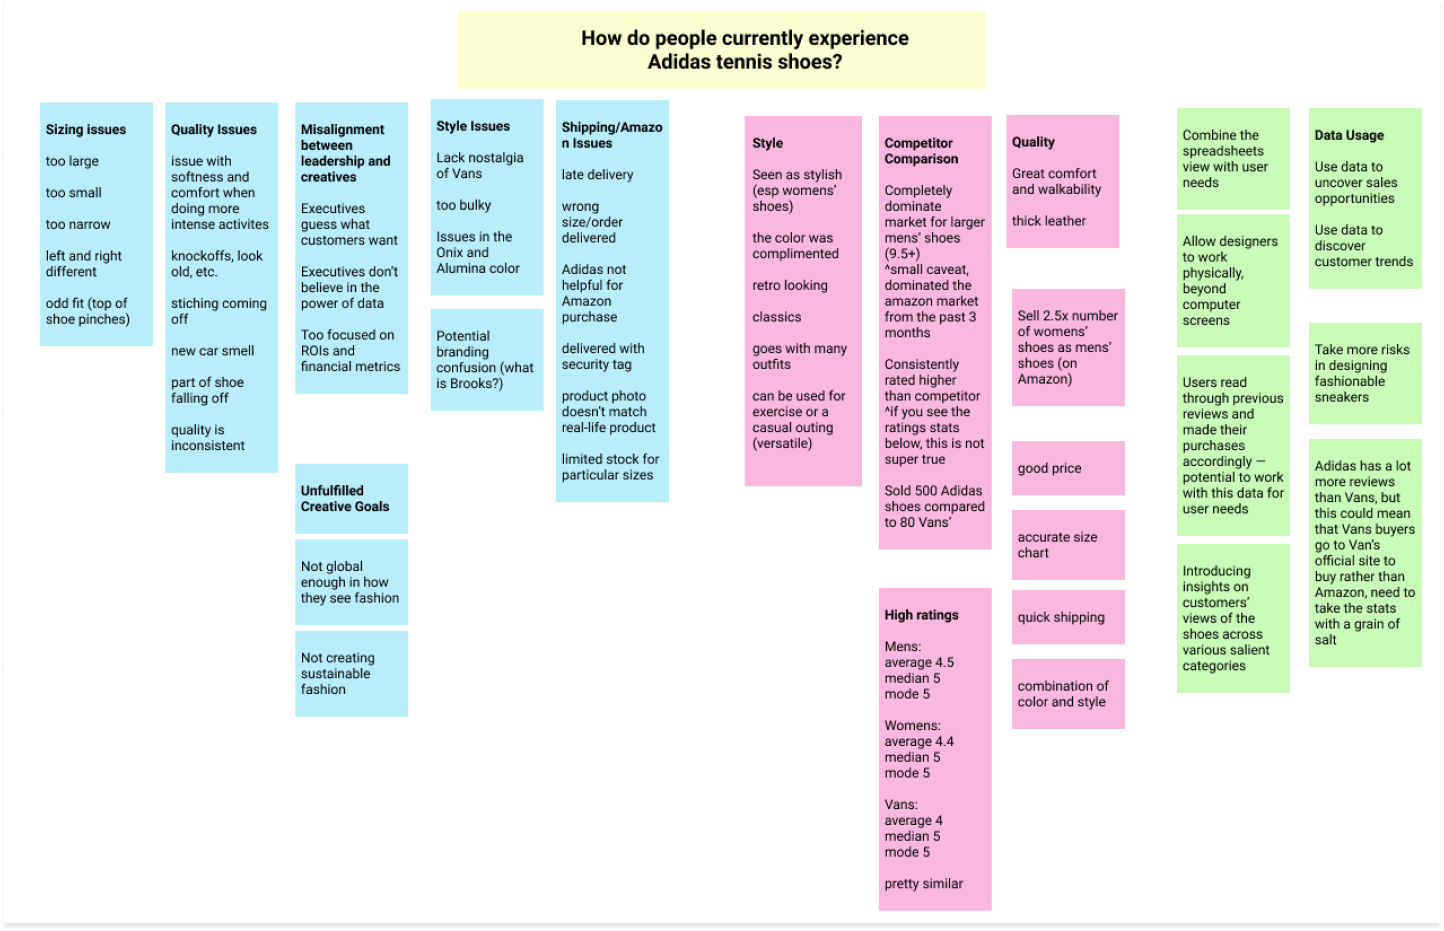 How do people currently experience
Adidas tennis shoes?
Sizing issues
too large
too small
too narrow
left and right
different
odd fit (top of
shoe pinches)
Quality Issues
issue with
softness and
comfort when
doing more
intense activites
knockoffs, look
old, etc.
stiching coming
off
new car smell
part of shoe
falling off
quality is
inconsistent
Misalignment
between
leadership and
creatives
Executives
guess what
customers want
Executives don't
believe in the
power of data
Too focused on
ROIs and
financial metrics
Unfulfilled
Creative Goals
Not global
enough in how
they see fashion
Not creating
sustainable
fashion
Style Issues
Lack nostalgia
of Vans
too bulky
Issues in the
Onix and
Alumina color
Potential
branding
confusion (what
is Brooks?)
Shipping/Amazo
n Issues
late delivery
wrong
size/order
delivered
Adidas not
helpful for
Amazon
purchase
delivered with
security tag
product photo
doesn't match
real-life product
limited stock for
particular sizes
Style
Seen as stylish
(esp womens'
shoes)
the color was
complimented
retro looking
classics
goes with many
outfits
can be used for
exercise or a
casual outing
(versatile)
Competitor
Comparison
Completely
dominate
market for larger
mens' shoes
(9.5+)
^small caveat,
dominated the
amazon market
from the past 3
months
Consistently
rated higher
than competitor
^if you see the
ratings stats
below, this is not
super true
Sold 500 Adidas
shoes compared
to 80 Vans'
High ratings
Mens:
average 4.5
median 5
mode 5
Womens:
average 4.4
median 5
mode 5
Vans:
average 4
median 5
mode 5
pretty similar
Quality
Great comfort
and walkability
thick leather
Sell 2.5x number
of womens'
shoes as mens'
shoes (on
Amazon)
good price
accurate size
chart
quick shipping
combination of
color and style
Combine the
spreadsheets
view with user
needs
Allow designers
to work
physically,
beyond
computer
screens
Users read
through previous
reviews and
made their
purchases
accordingly —
potential to work
with this data for
user needs
Introducing
insights on
customers'
views of the
shoes across
various salient
categories
Data Usage
Use data to
uncover sales
opportunities
Use data to
discover
customer trends
Take more risks
in designing
fashionable
sneakers
Adidas has a lot
more reviews
than Vans, but
this could mean
that Vans buyers
go to Van's
official site to
buy rather than
Amazon, need to
take the stats
with a grain of
salt